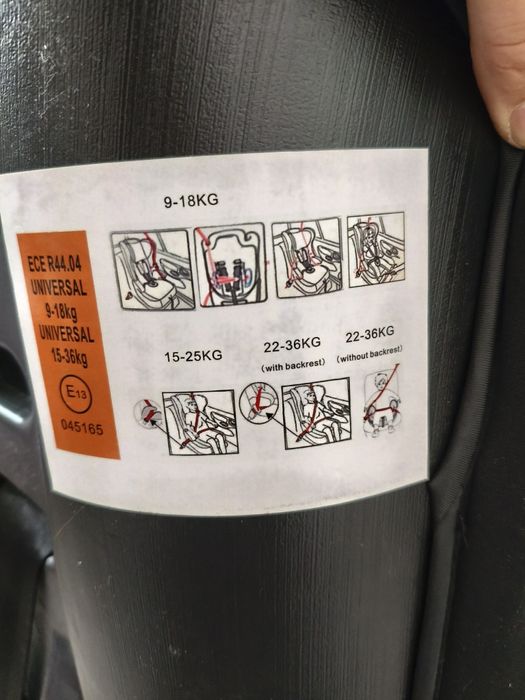 9-18KG
ECE R44.04
UNIVERSAL
9-18kg
UNIVERSAL
15-36kg
E13
045165
15-25KG
22-36KG
(with backrest)
22-36KG
(without backrest)